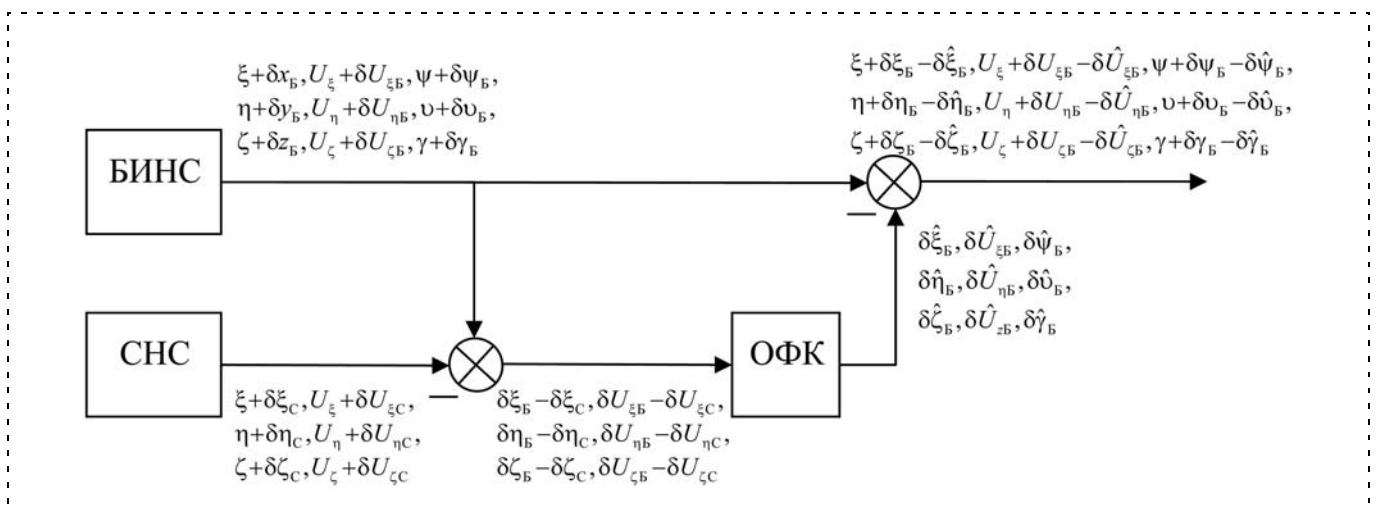 ξ+δx_Б, U_ξ+δU_ξБ, ψ+δψ_Б,
η+δy_Б, U_η+δU_ηБ, υ+δυ_Б,
ζ+δz_Б, U_ζ+δU_ζБ, γ+δγ_Б
ξ+δξ_Б−δξ̂_Б, U_ξ+δU_ξБ−δÛ_ξБ, ψ+δψ_Б−δψ̂_Б,
η+δη_Б−δη̂_Б, U_η+δU_ηБ−δÛ_ηБ, υ+δυ_Б−δυ̂_Б,
ζ+δζ_Б−δζ̂_Б, U_ζ+δU_ζБ−δÛ_ζБ, γ+δγ_Б−δγ̂_Б
БИНС
−
δξ̂_Б, δÛ_ξБ, δψ̂_Б,
δη̂_Б, δÛ_ηБ, δυ̂_Б,
δζ̂_Б, δÛ_zБ, δγ̂_Б
СНС
ОФК
−
ξ+δξ_С, U_ξ+δU_ξС,
η+δη_С, U_η+δU_ηС,
ζ+δζ_С, U_ζ+δU_ζС
δξ_Б−δξ_С, δU_ξБ−δU_ξС,
δη_Б−δη_С, δU_ηБ−δU_ηС,
δζ_Б−δζ_С, δU_ζБ−δU_ζС